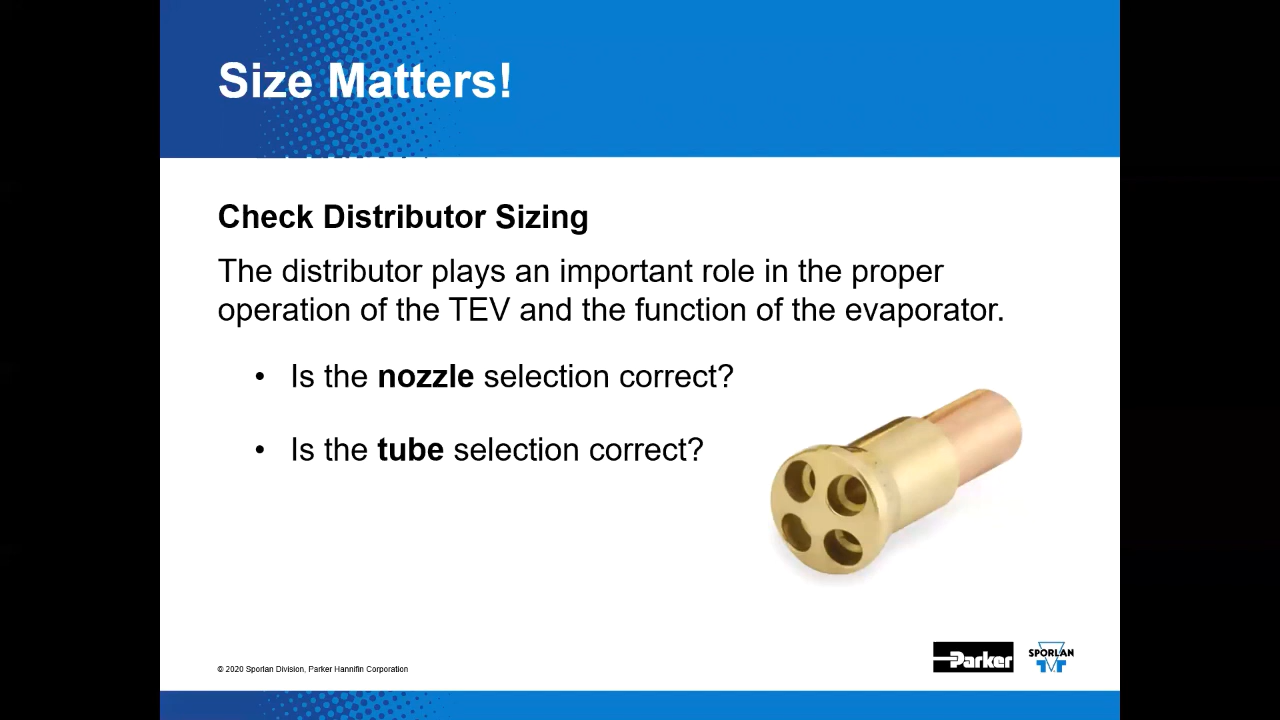 Size Matters!
Check Distributor Sizing
The distributor plays an important role in the proper
operation of the TEV and the function of the evaporator.
• Is the nozzle selection correct?
• Is the tube selection correct?
© 2020 Sporlan Division, Parker Hannifin Corporation
Parker
SPORLAN